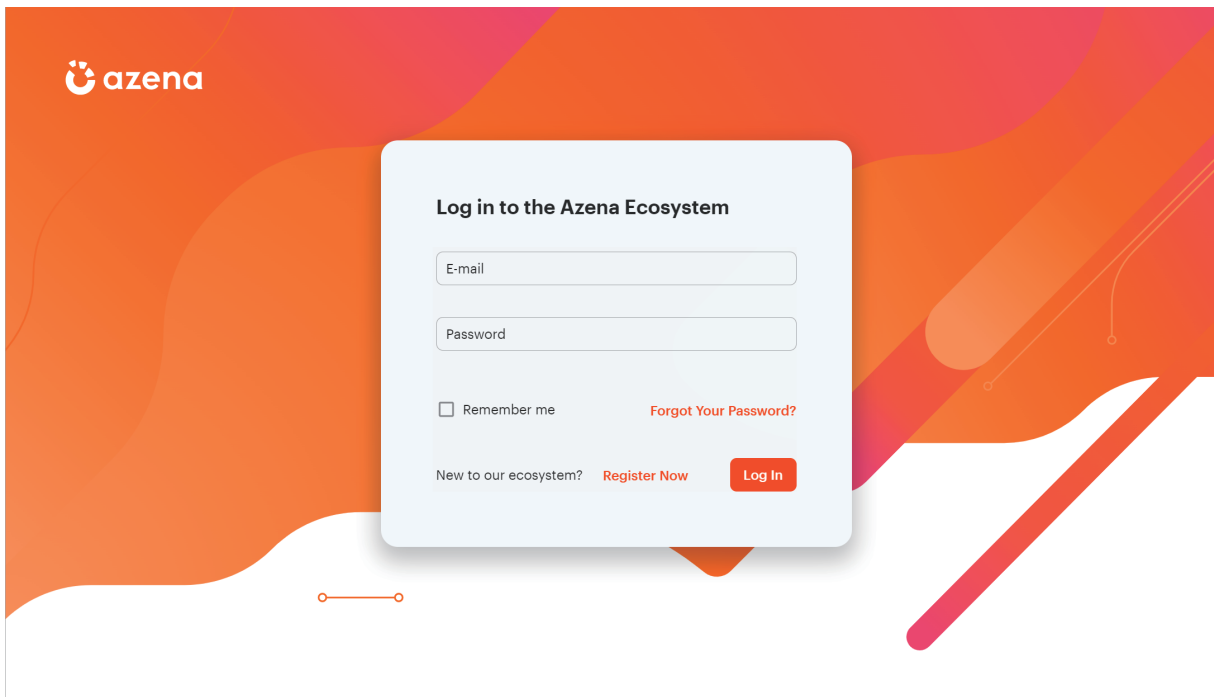 azena
Log in to the Azena Ecosystem
E-mail
Password
Remember me Forgot Your Password?
New to our ecosystem? Register Now Log In